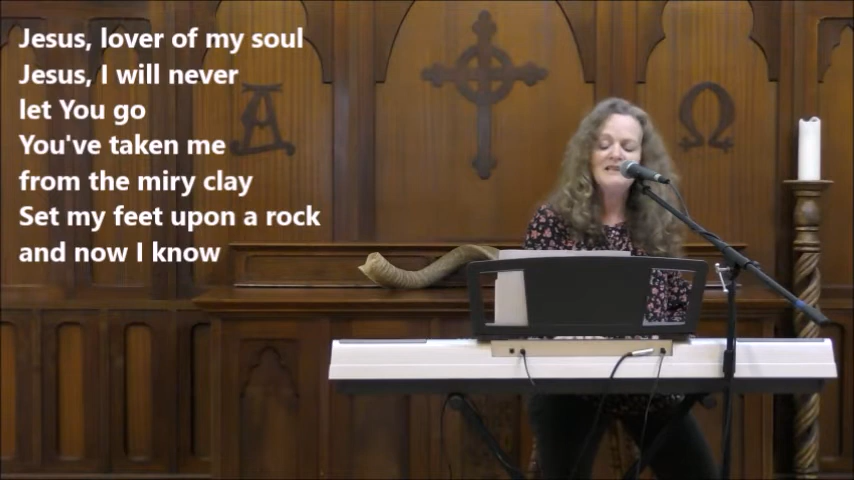 Jesus, lover of my soul
Jesus, I will never
let You go
You've taken me
from the miry clay
Set my feet upon a rock
and now I know
Α
Ω